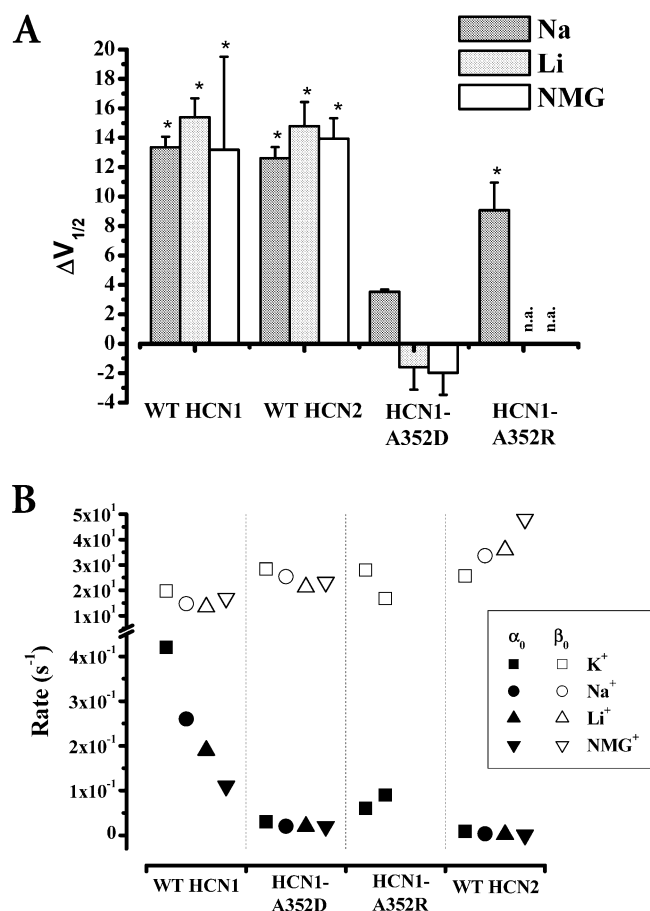 A
Na
Li
NMG
ΔV1/2
20
18
16
14
12
10
8
6
4
2
0
-2
-4
* * *
* * *
*
n.a.
n.a.
WT HCN1
WT HCN2
HCN1-
A352D
HCN1-
A352R
B
Rate (s-1)
5x10¹
4x10¹
3x10¹
2x10¹
1x10¹
4x10-1
3x10-1
2x10-1
1x10-1
0
α0 β0
K+
Na+
Li+
NMG+
WT HCN1
HCN1-
A352D
HCN1-
A352R
WT HCN2